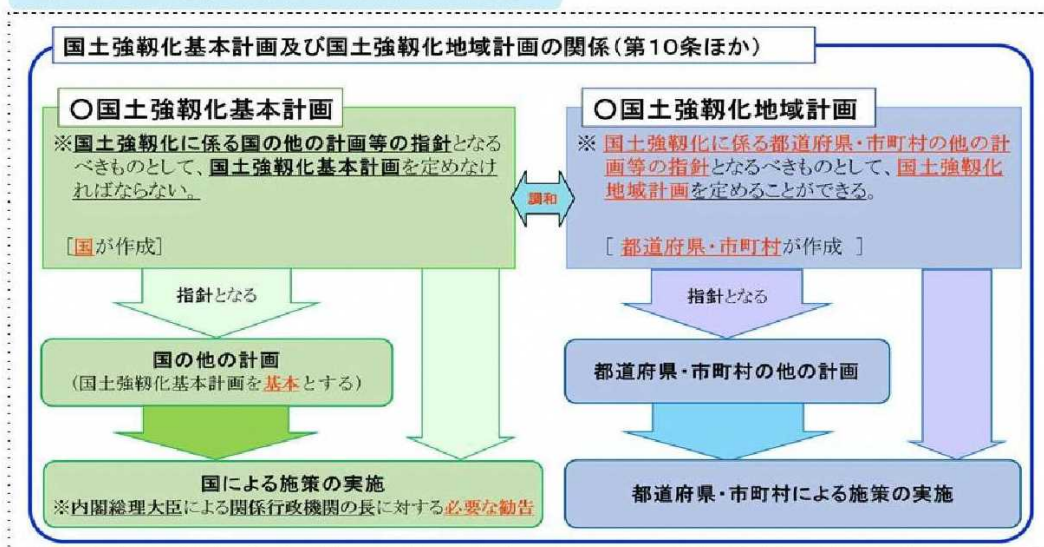 国土強靱化基本計画及び国土強靱化地域計画の関係(第10条ほか)
〇国土強靱化基本計画
※国土強靱化に係る国の他の計画等の指針となる
べきものとして、国土強靱化基本計画を定めなけ
ればならない。
[国が作成]
調和
〇国土強靱化地域計画
※ 国土強靱化に係る都道府県・市町村の他の計
画等の指針となるべきものとして、国土強靱化
地域計画を定めることができる。
[ 都道府県・市町村が作成 ]
指針となる
国の他の計画
(国土強靱化基本計画を基本とする)
国による施策の実施
※内閣総理大臣による関係行政機関の長に対する必要な勧告
指針となる
都道府県・市町村の他の計画
都道府県・市町村による施策の実施